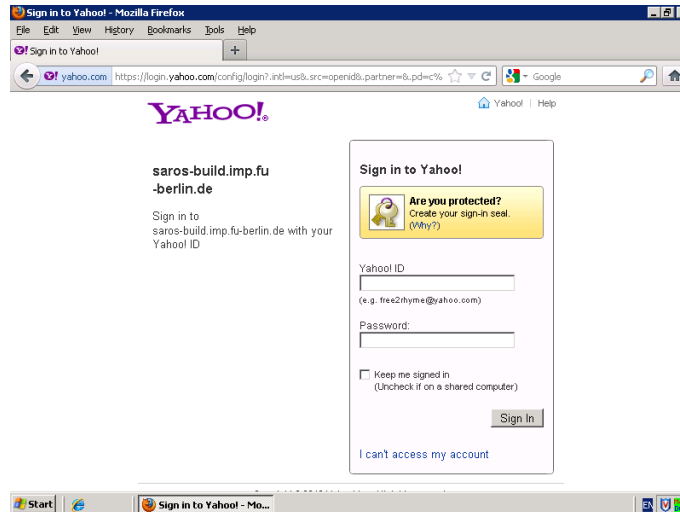 Sign in to Yahoo! - Mozilla Firefox
File Edit View History Bookmarks Tools Help
Sign in to Yahoo!
yahoo.com https://login.yahoo.com/config/login?.intl=us&.src=openid&.partner=&.pd=c% Google
YAHOO!
Yahoo! | Help
saros-build.imp.fu
-berlin.de
Sign in to
saros-build.imp.fu-berlin.de with your
Yahoo! ID
Sign in to Yahoo!
Are you protected?
Create your sign-in seal.
(Why?)
Yahoo! ID
(e.g. free2rhyme@yahoo.com)
Password:
Keep me signed in
(Uncheck if on a shared computer)
Sign In
I can't access my account
Start
Sign in to Yahoo! - Mo...
EN